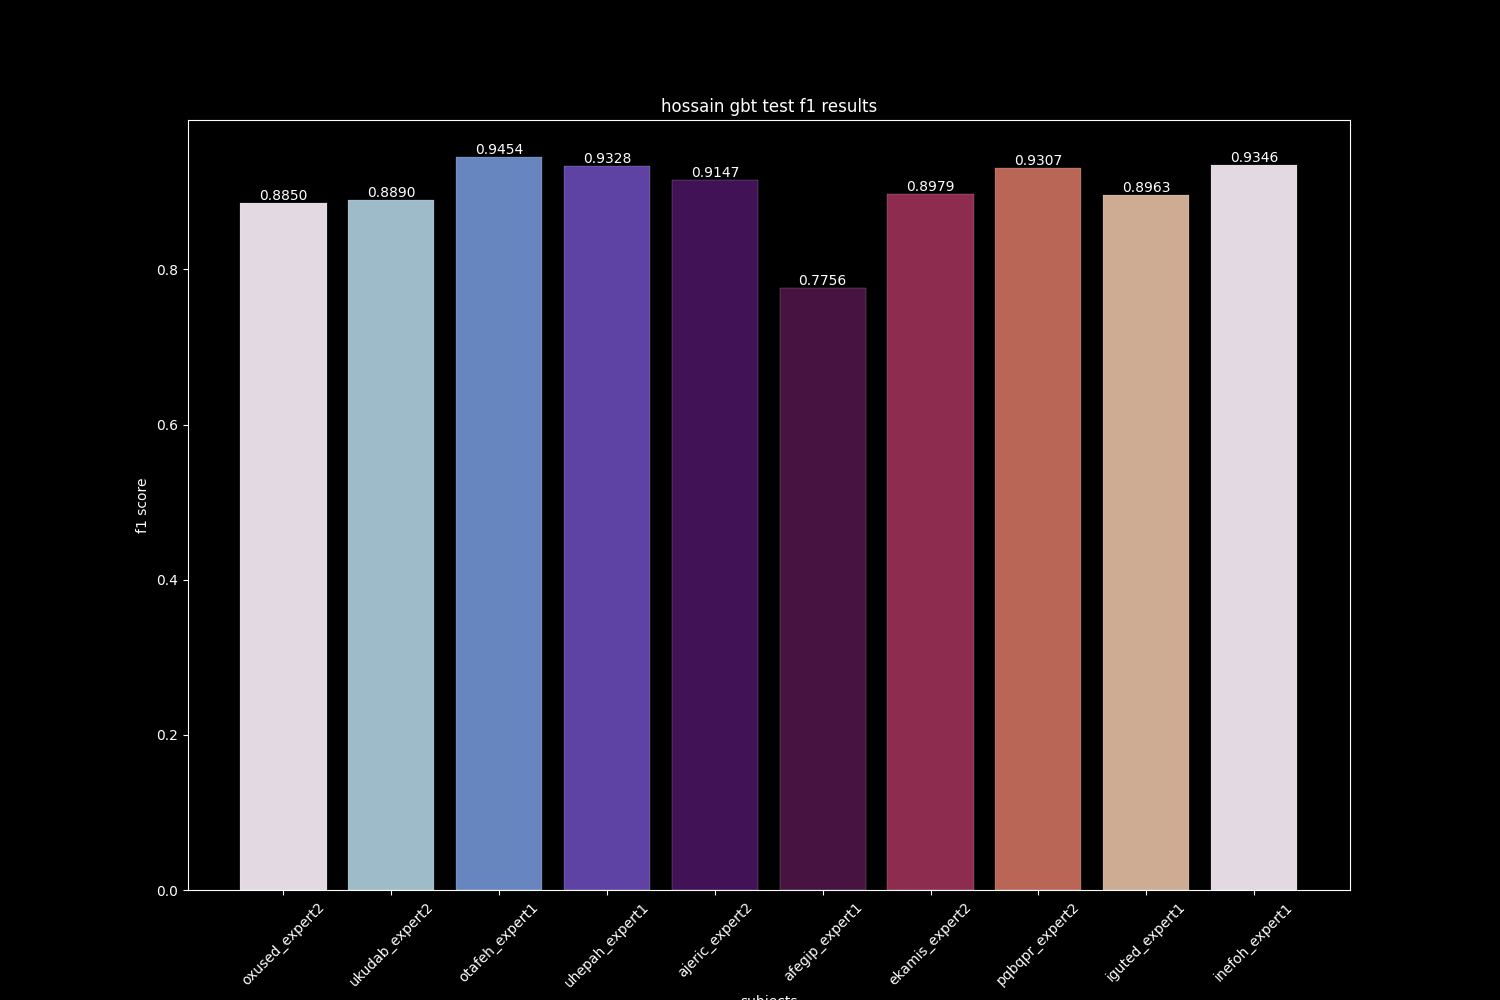 hossain gbt test f1 results
0.9454
0.9328
0.9147
0.9307
0.9346
0.8850
0.8890
0.8979
0.8963
0.7756
0.8
0.6
0.4
0.2
0.0
f1 score
oxused_expert2
ukudab_expert2
otafeh_expert1
uhepah_expert1
ajeric_expert2
afegip_expert1
ekamis_expert2
pqbqpr_expert2
iguted_expert1
inefoh_expert1
subjects